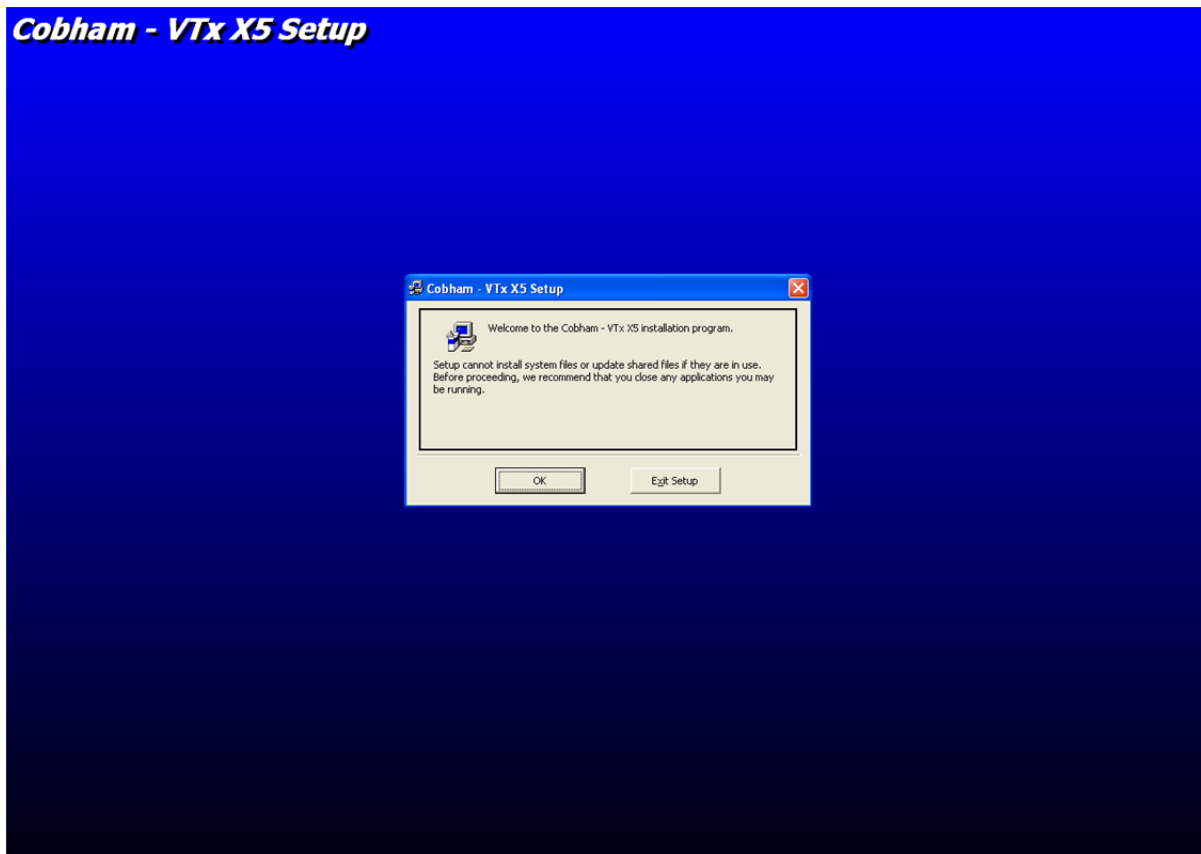 Cobham - VTx X5 Setup
Cobham - VTx X5 Setup
Welcome to the Cobham - VTx X5 installation program.
Setup cannot install system files or update shared files if they are in use.
Before proceeding, we recommend that you close any applications you may
be running.
OK
Exit Setup